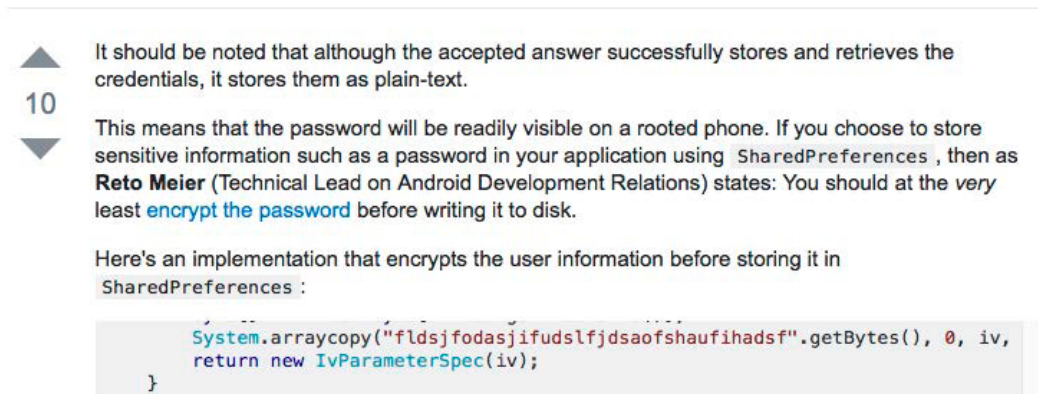 It should be noted that although the accepted answer successfully stores and retrieves the
credentials, it stores them as plain-text.
10
This means that the password will be readily visible on a rooted phone. If you choose to store
sensitive information such as a password in your application using SharedPreferences, then as
Reto Meier (Technical Lead on Android Development Relations) states: You should at the very
least encrypt the password before writing it to disk.
Here's an implementation that encrypts the user information before storing it in
SharedPreferences:
System.arraycopy("fldsjfodasjifudslfjdsaofshaufihadsf".getBytes(), 0, iv,
return new IvParameterSpec(iv);
}